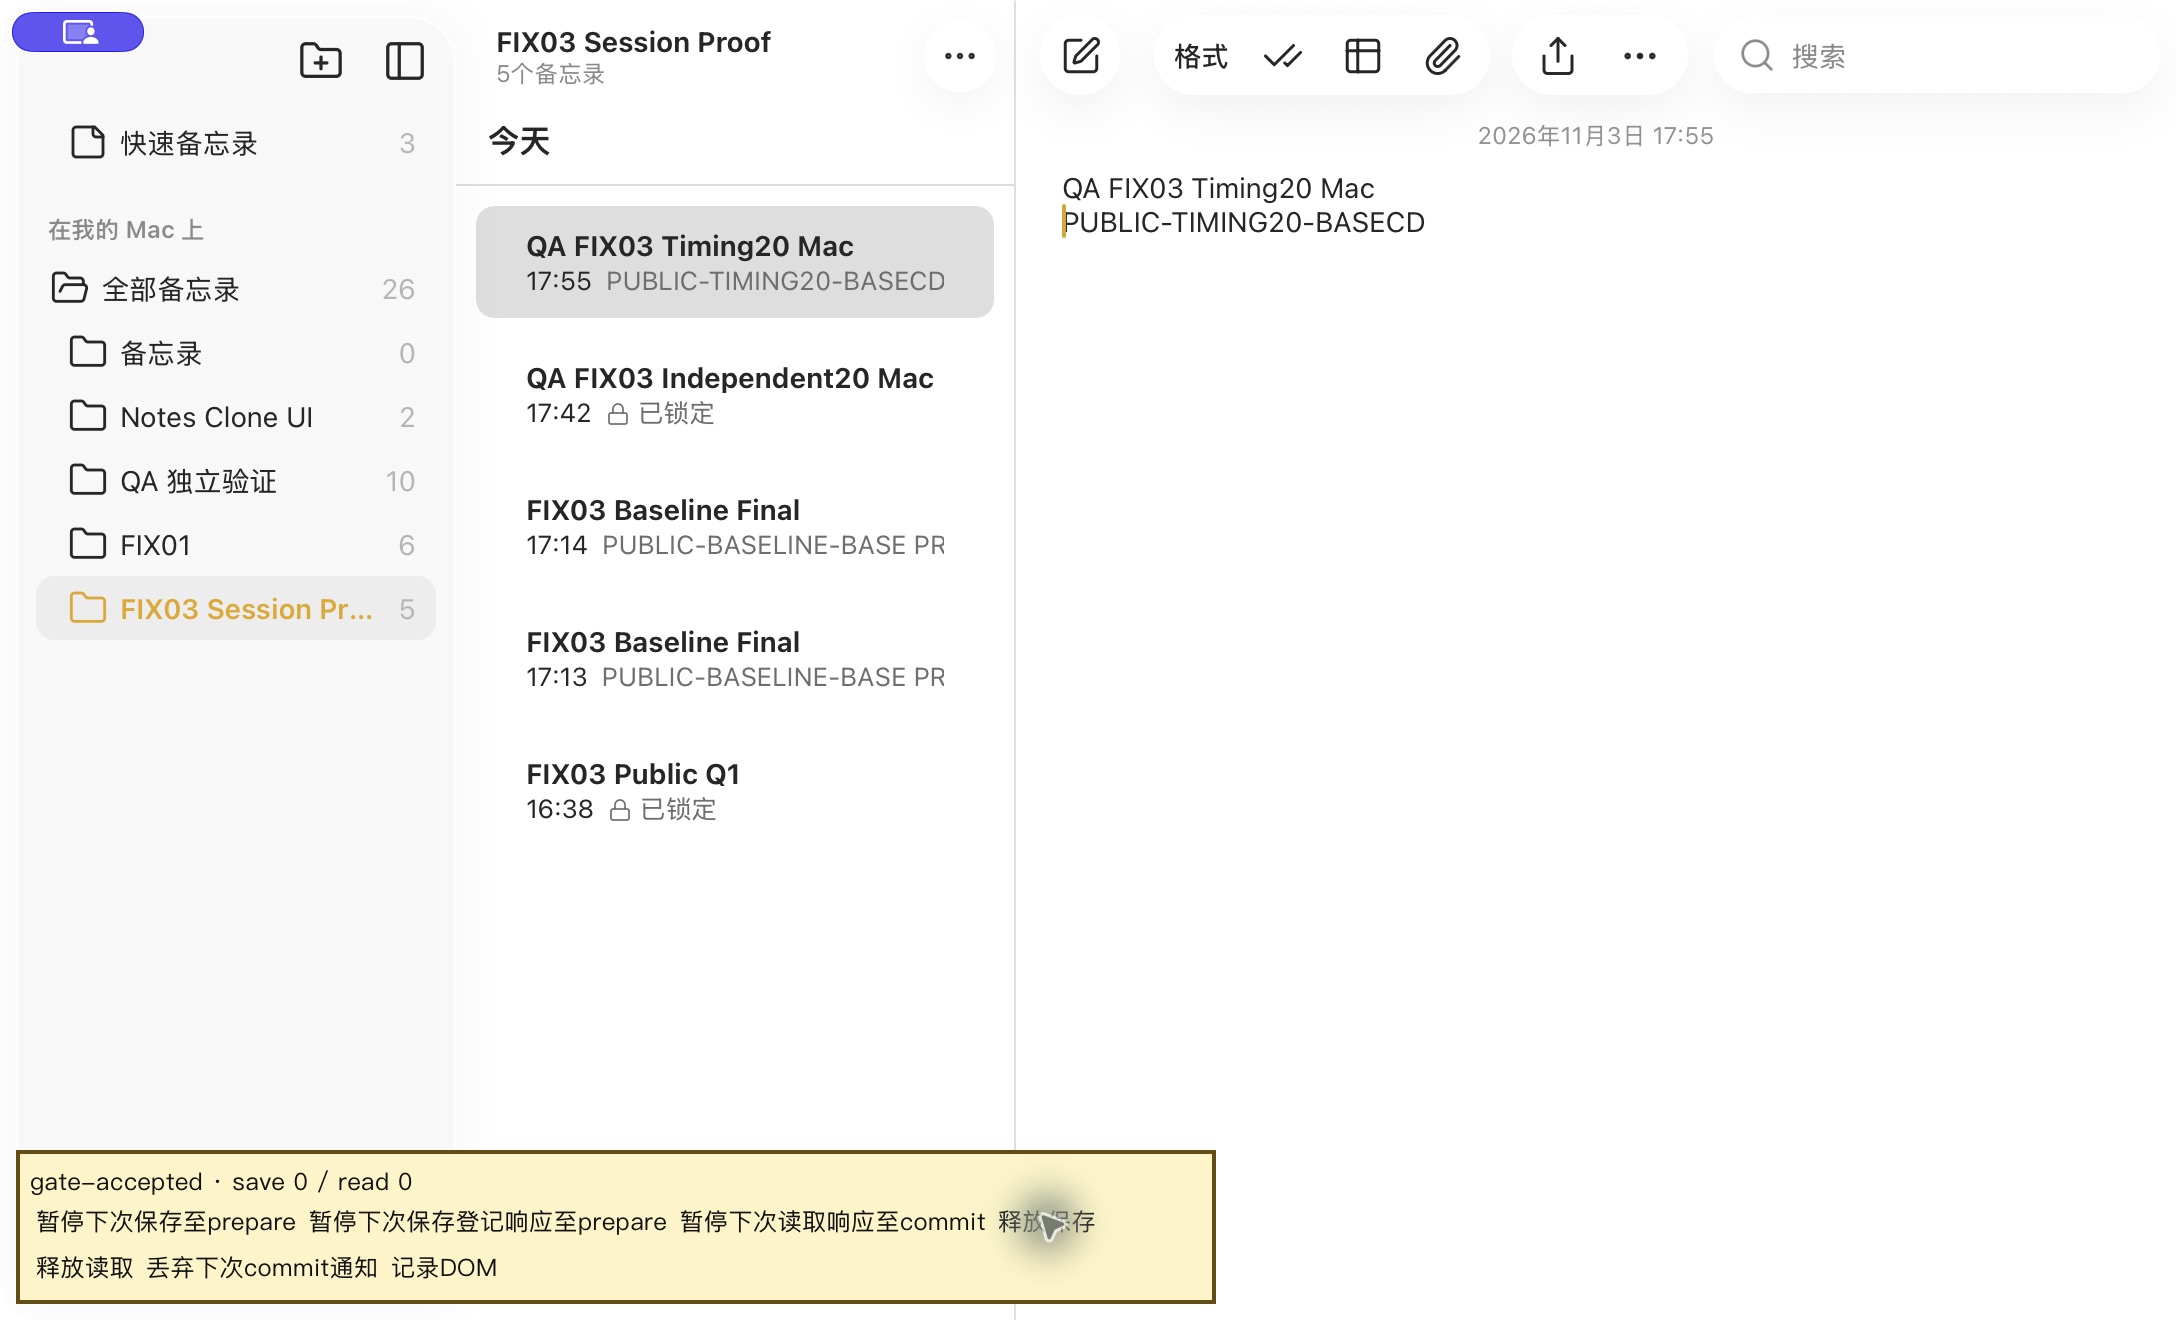 快速备忘录 3
在我的 Mac 上
全部备忘录 26
备忘录 0
Notes Clone UI 2
QA 独立验证 10
FIX01 6
FIX03 Session Pr... 5
FIX03 Session Proof
5个备忘录
今天
QA FIX03 Timing20 Mac
17:55 PUBLIC-TIMING20-BASECD
QA FIX03 Independent20 Mac
17:42 已锁定
FIX03 Baseline Final
17:14 PUBLIC-BASELINE-BASE PR
FIX03 Baseline Final
17:13 PUBLIC-BASELINE-BASE PR
FIX03 Public Q1
16:38 已锁定
格式
搜索
2026年11月3日 17:55
QA FIX03 Timing20 Mac
PUBLIC-TIMING20-BASECD
gate-accepted · save 0 / read 0
暂停下次保存至prepare 暂停下次保存登记响应至prepare 暂停下次读取响应至commit 释放保存
释放读取 丢弃下次commit通知 记录DOM